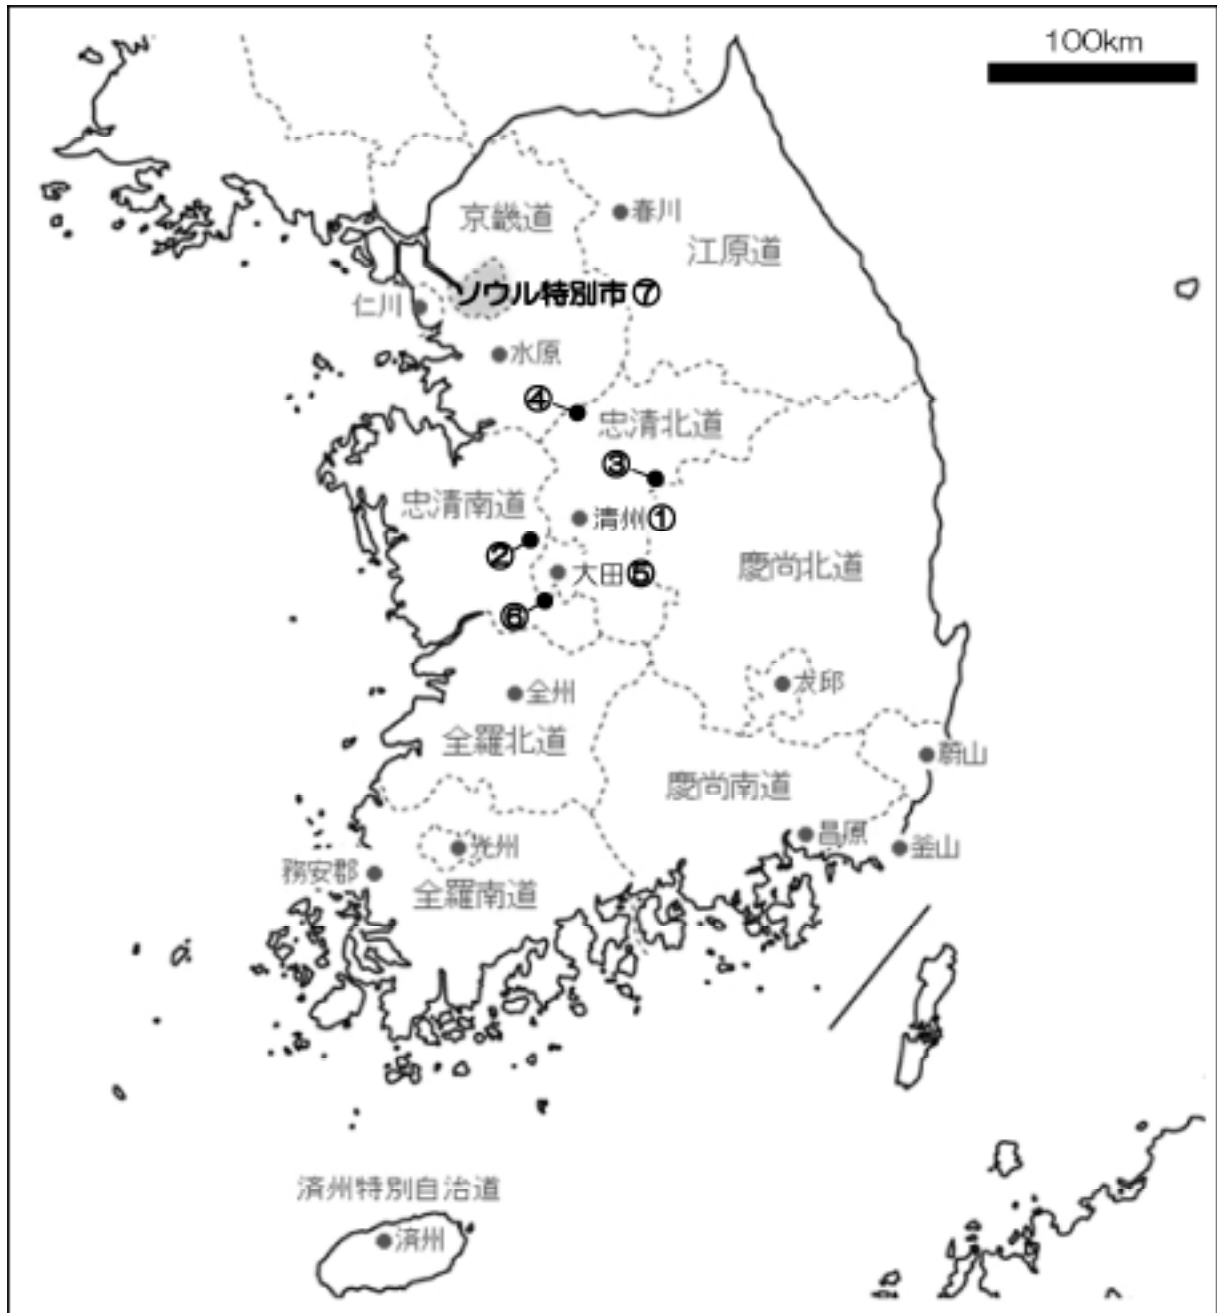 100km
京畿道
春川
江原道
ソウル特別市⑦
仁川
水原
④
忠清北道
③
忠清南道
清州①
②
大田⑤
慶尚北道
⑥
大邱
全州
全羅北道
蔚山
慶尚南道
昌原
釜山
光州
務安郡
全羅南道
済州特別自治道
済州